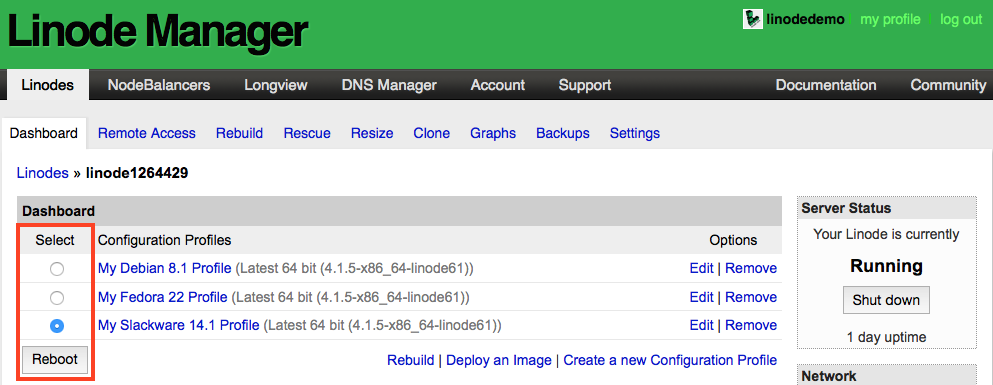 Linode Manager
linodedemo | my profile | log out
Linodes NodeBalancers Longview DNS Manager Account Support Documentation Community
Dashboard Remote Access Rebuild Rescue Resize Clone Graphs Backups Settings
Linodes » linode1264429
Dashboard
Select Configuration Profiles Options
My Debian 8.1 Profile (Latest 64 bit (4.1.5-x86_64-linode61)) Edit | Remove
My Fedora 22 Profile (Latest 64 bit (4.1.5-x86_64-linode61)) Edit | Remove
My Slackware 14.1 Profile (Latest 64 bit (4.1.5-x86_64-linode61)) Edit | Remove
Reboot Rebuild | Deploy an Image | Create a new Configuration Profile
Server Status
Your Linode is currently
Running
Shut down
1 day uptime
Network